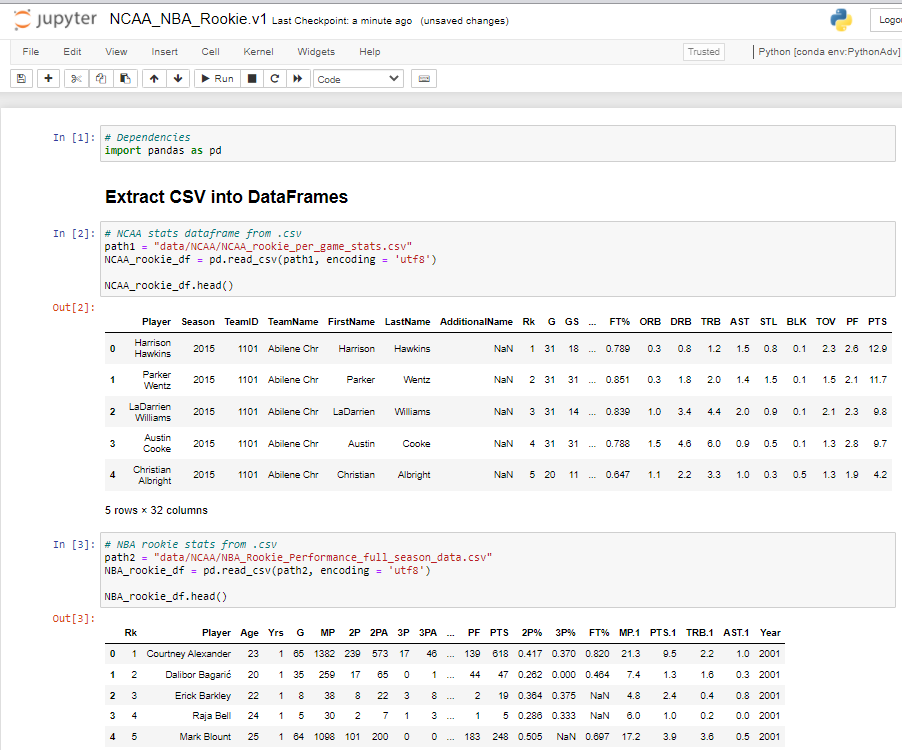 jupyter NCAA_NBA_Rookie.v1 Last Checkpoint: a minute ago (unsaved changes)
File Edit View Insert Cell Kernel Widgets Help Trusted Python [conda env:PythonAdv]
Run Code
In [1]: # Dependencies
import pandas as pd
Extract CSV into DataFrames
In [2]: # NCAA stats dataframe from .csv
path1 = "data/NCAA/NCAA_rookie_per_game_stats.csv"
NCAA_rookie_df = pd.read_csv(path1, encoding = 'utf8')
NCAA_rookie_df.head()
Out[2]:
Player Season TeamID TeamName FirstName LastName AdditionalName Rk G GS ... FT% ORB DRB TRB AST STL BLK TOV PF PTS
0 Harrison Hawkins 2015 1101 Abilene Chr Harrison Hawkins NaN 1 31 18 ... 0.789 0.3 0.8 1.2 1.5 0.8 0.1 2.3 2.6 12.9
1 Parker Wentz 2015 1101 Abilene Chr Parker Wentz NaN 2 31 31 ... 0.851 0.3 1.8 2.0 1.4 1.5 0.1 1.5 2.1 11.7
2 LaDarrien Williams 2015 1101 Abilene Chr LaDarrien Williams NaN 3 31 14 ... 0.839 1.0 3.4 4.4 2.0 0.9 0.1 2.1 2.3 9.8
3 Austin Cooke 2015 1101 Abilene Chr Austin Cooke NaN 4 31 31 ... 0.788 1.5 4.6 6.0 0.9 0.5 0.1 1.3 2.8 9.7
4 Christian Albright 2015 1101 Abilene Chr Christian Albright NaN 5 20 11 ... 0.647 1.1 2.2 3.3 1.0 0.3 0.5 1.3 1.9 4.2
5 rows × 32 columns
In [3]: # NBA rookie stats from .csv
path2 = "data/NCAA/NBA_Rookie_Performance_full_season_data.csv"
NBA_rookie_df = pd.read_csv(path2, encoding = 'utf8')
NBA_rookie_df.head()
Out[3]:
Rk Player Age Yrs G MP 2P 2PA 3P 3PA ... PF PTS 2P% 3P% FT% MP.1 PTS.1 TRB.1 AST.1 Year
0 1 Courtney Alexander 23 1 65 1382 239 573 17 46 ... 139 618 0.417 0.370 0.820 21.3 9.5 2.2 1.0 2001
1 2 Dalibor Bagarić 20 1 35 259 17 65 0 1 ... 44 47 0.262 0.000 0.464 7.4 1.3 1.6 0.3 2001
2 3 Erick Barkley 22 1 8 38 8 22 3 8 ... 2 19 0.364 0.375 NaN 4.8 2.4 0.4 0.8 2001
3 4 Raja Bell 24 1 5 30 2 7 1 3 ... 1 5 0.286 0.333 NaN 6.0 1.0 0.2 0.0 2001
4 5 Mark Blount 25 1 64 1098 101 200 0 0 ... 183 248 0.505 NaN 0.697 17.2 3.9 3.6 0.5 2001